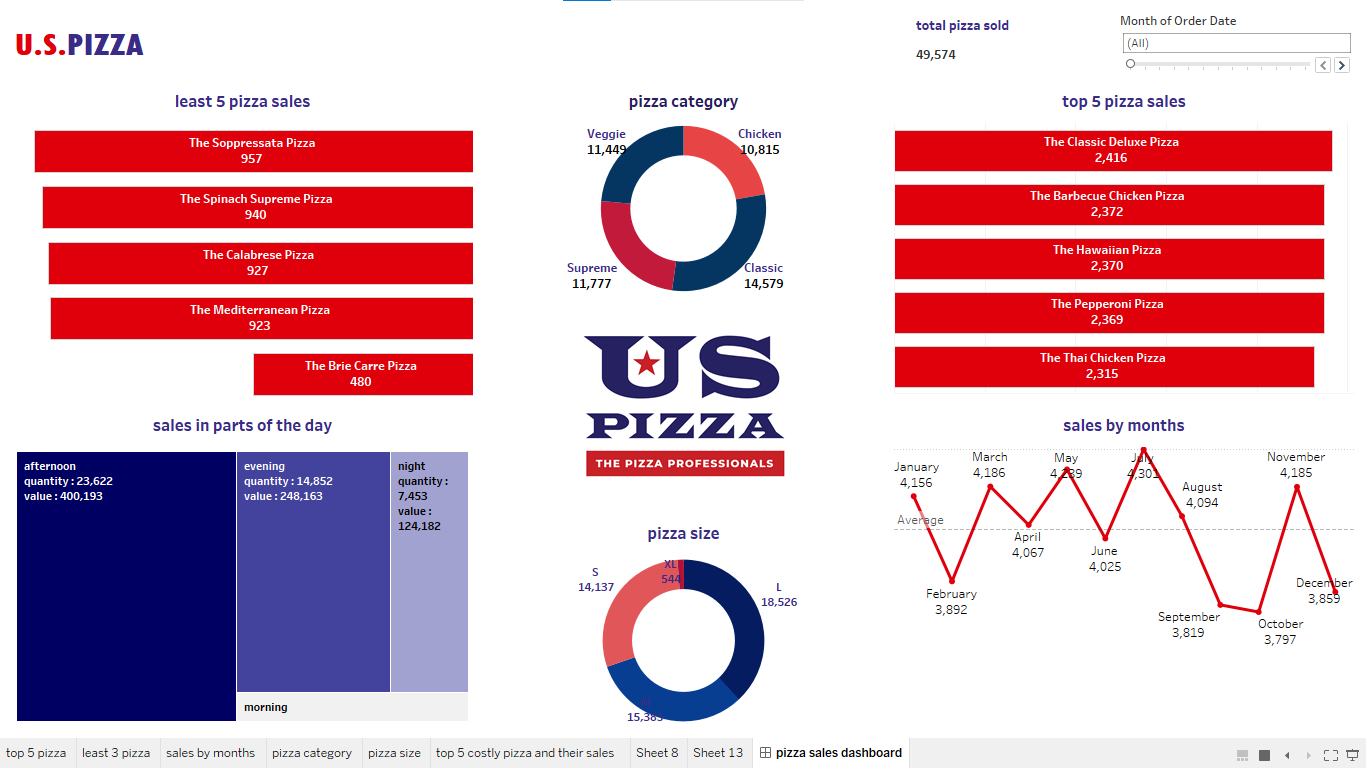 U.S.PIZZA
total pizza sold
49,574
Month of Order Date
(All)
least 5 pizza sales
The Soppressata Pizza
957
The Spinach Supreme Pizza
940
The Calabrese Pizza
927
The Mediterranean Pizza
923
The Brie Carre Pizza
480
pizza category
Veggie
11,449
Chicken
10,815
Supreme
11,777
Classic
14,579
top 5 pizza sales
The Classic Deluxe Pizza
2,416
The Barbecue Chicken Pizza
2,372
The Hawaiian Pizza
2,370
The Pepperoni Pizza
2,369
The Thai Chicken Pizza
2,315
US
PIZZA
THE PIZZA PROFESSIONALS
sales in parts of the day
afternoon
quantity : 23,622
value : 400,193
evening
quantity : 14,852
value : 248,163
night
quantity :
7,453
value :
124,182
morning
pizza size
XL
544
S
14,137
L
18,526
15,385
sales by months
January
4,156
February
3,892
March
4,186
April
4,067
May
4,239
June
4,025
July
4,301
August
4,094
September
3,819
October
3,797
November
4,185
December
3,859
Average
top 5 pizza
least 3 pizza
sales by months
pizza category
pizza size
top 5 costly pizza and their sales
Sheet 8
Sheet 13
pizza sales dashboard